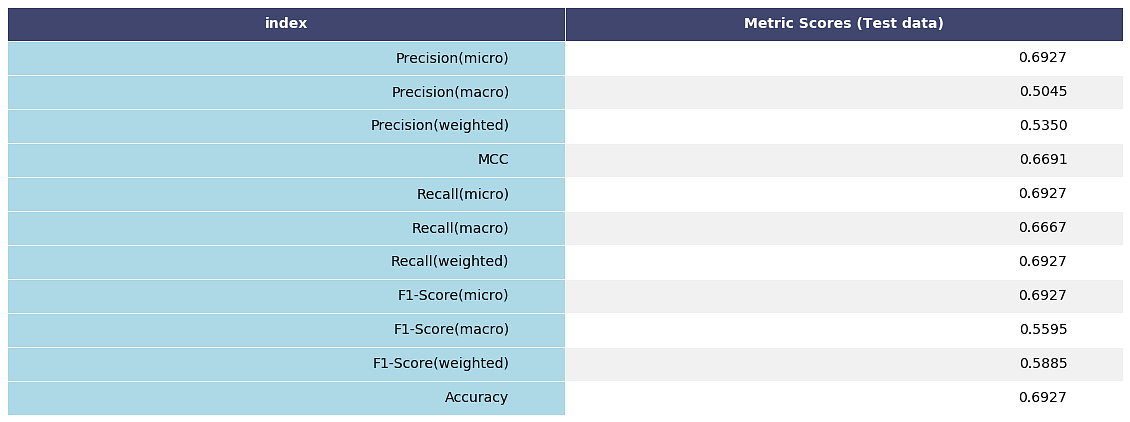 index Metric Scores (Test data)
Precision(micro) 0.6927
Precision(macro) 0.5045
Precision(weighted) 0.5350
MCC 0.6691
Recall(micro) 0.6927
Recall(macro) 0.6667
Recall(weighted) 0.6927
F1-Score(micro) 0.6927
F1-Score(macro) 0.5595
F1-Score(weighted) 0.5885
Accuracy 0.6927